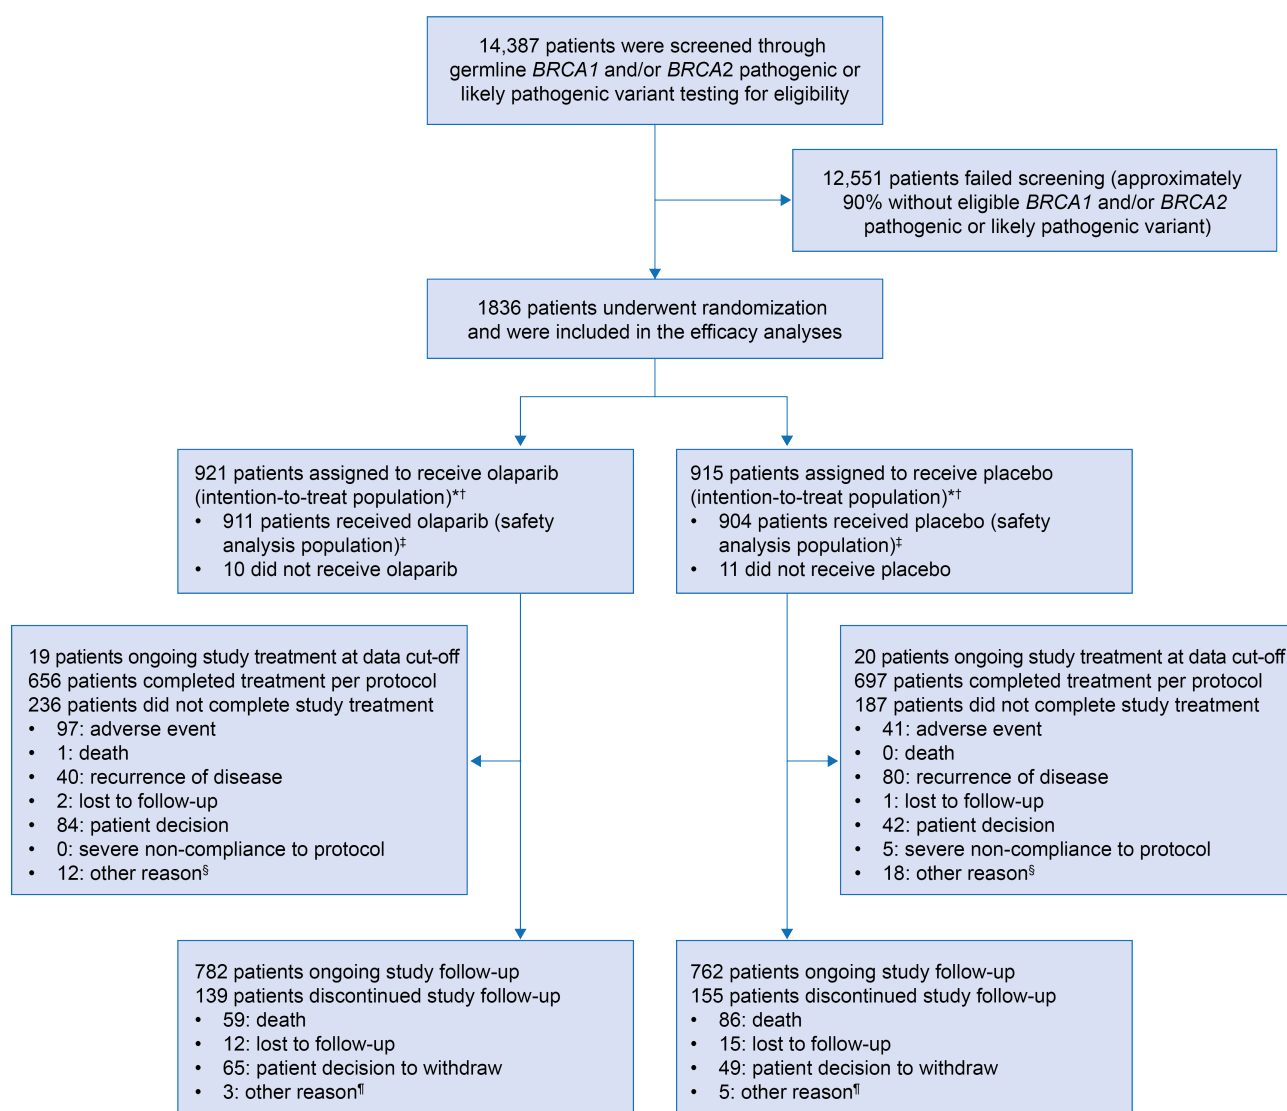 14,387 patients were screened through
germline BRCA1 and/or BRCA2 pathogenic or
likely pathogenic variant testing for eligibility
12,551 patients failed screening (approximately
90% without eligible BRCA1 and/or BRCA2
pathogenic or likely pathogenic variant)
1836 patients underwent randomization
and were included in the efficacy analyses
921 patients assigned to receive olaparib
(intention-to-treat population)*†
• 911 patients received olaparib (safety
analysis population)‡
• 10 did not receive olaparib
915 patients assigned to receive placebo
(intention-to-treat population)*†
• 904 patients received placebo (safety
analysis population)‡
• 11 did not receive placebo
19 patients ongoing study treatment at data cut-off
656 patients completed treatment per protocol
236 patients did not complete study treatment
• 97: adverse event
• 1: death
• 40: recurrence of disease
• 2: lost to follow-up
• 84: patient decision
• 0: severe non-compliance to protocol
• 12: other reason§
20 patients ongoing study treatment at data cut-off
697 patients completed treatment per protocol
187 patients did not complete study treatment
• 41: adverse event
• 0: death
• 80: recurrence of disease
• 1: lost to follow-up
• 42: patient decision
• 5: severe non-compliance to protocol
• 18: other reason§
782 patients ongoing study follow-up
139 patients discontinued study follow-up
• 59: death
• 12: lost to follow-up
• 65: patient decision to withdraw
• 3: other reason¶
762 patients ongoing study follow-up
155 patients discontinued study follow-up
• 86: death
• 15: lost to follow-up
• 49: patient decision to withdraw
• 5: other reason¶